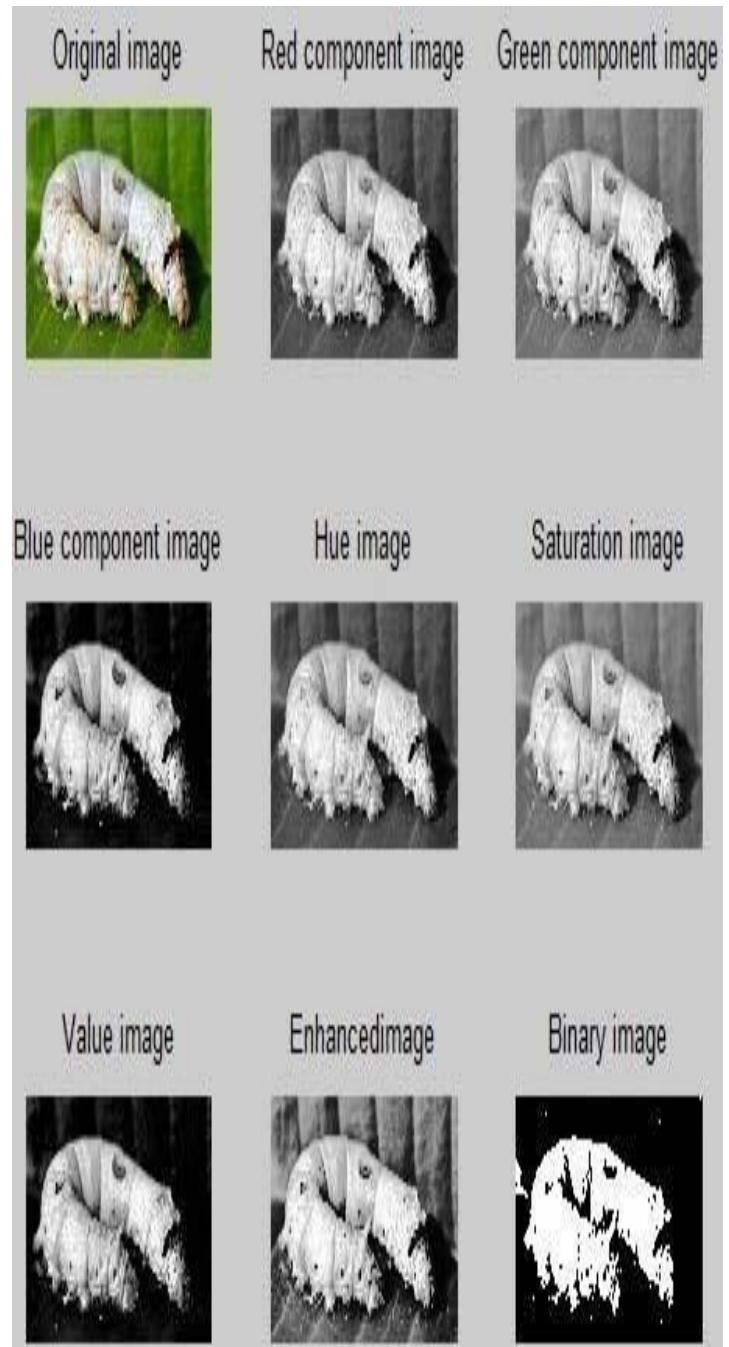 Original image
Red component image
Green component image
Blue component image
Hue image
Saturation image
Value image
Enhancedimage
Binary image